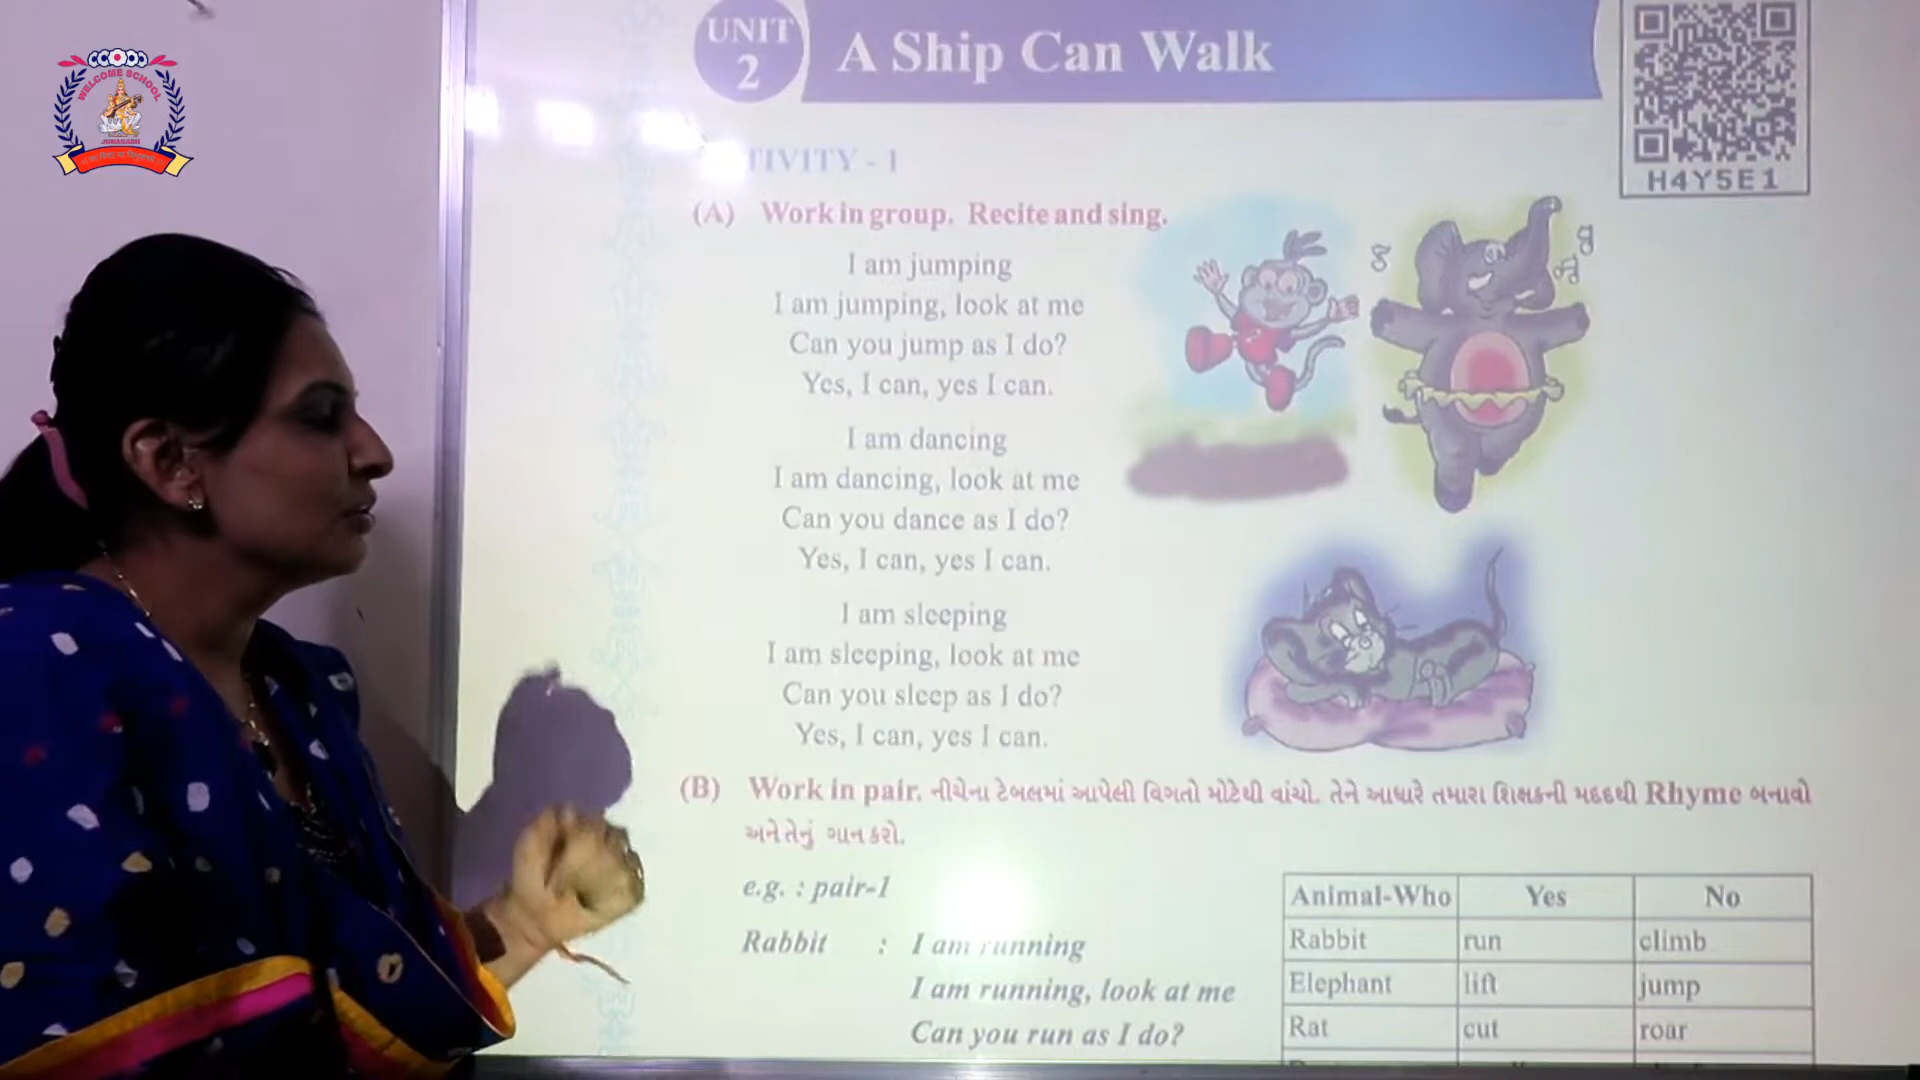 WELCOME SCHOOL
JUNAGADH
UNIT
2
A Ship Can Walk
H4Y5E1
TIVITY - 1
(A) Work in group. Recite and sing.
I am jumping
I am jumping, look at me
Can you jump as I do?
Yes, I can, yes I can.
I am dancing
I am dancing, look at me
Can you dance as I do?
Yes, I can, yes I can.
I am sleeping
I am sleeping, look at me
Can you sleep as I do?
Yes, I can, yes I can.
(B) Work in pair. નીચેના ટેબલમાં આપેલી વિગતો મોટેથી વાંચો. તેને આધારે તમારા શિક્ષકની મદદથી Rhyme બનાવો
અને તેનું ગાન કરો.
e.g. : pair-1
Rabbit : I am running
I am running, look at me
Can you run as I do?
Animal-Who Yes No
Rabbit run climb
Elephant lift jump
Rat cut roar